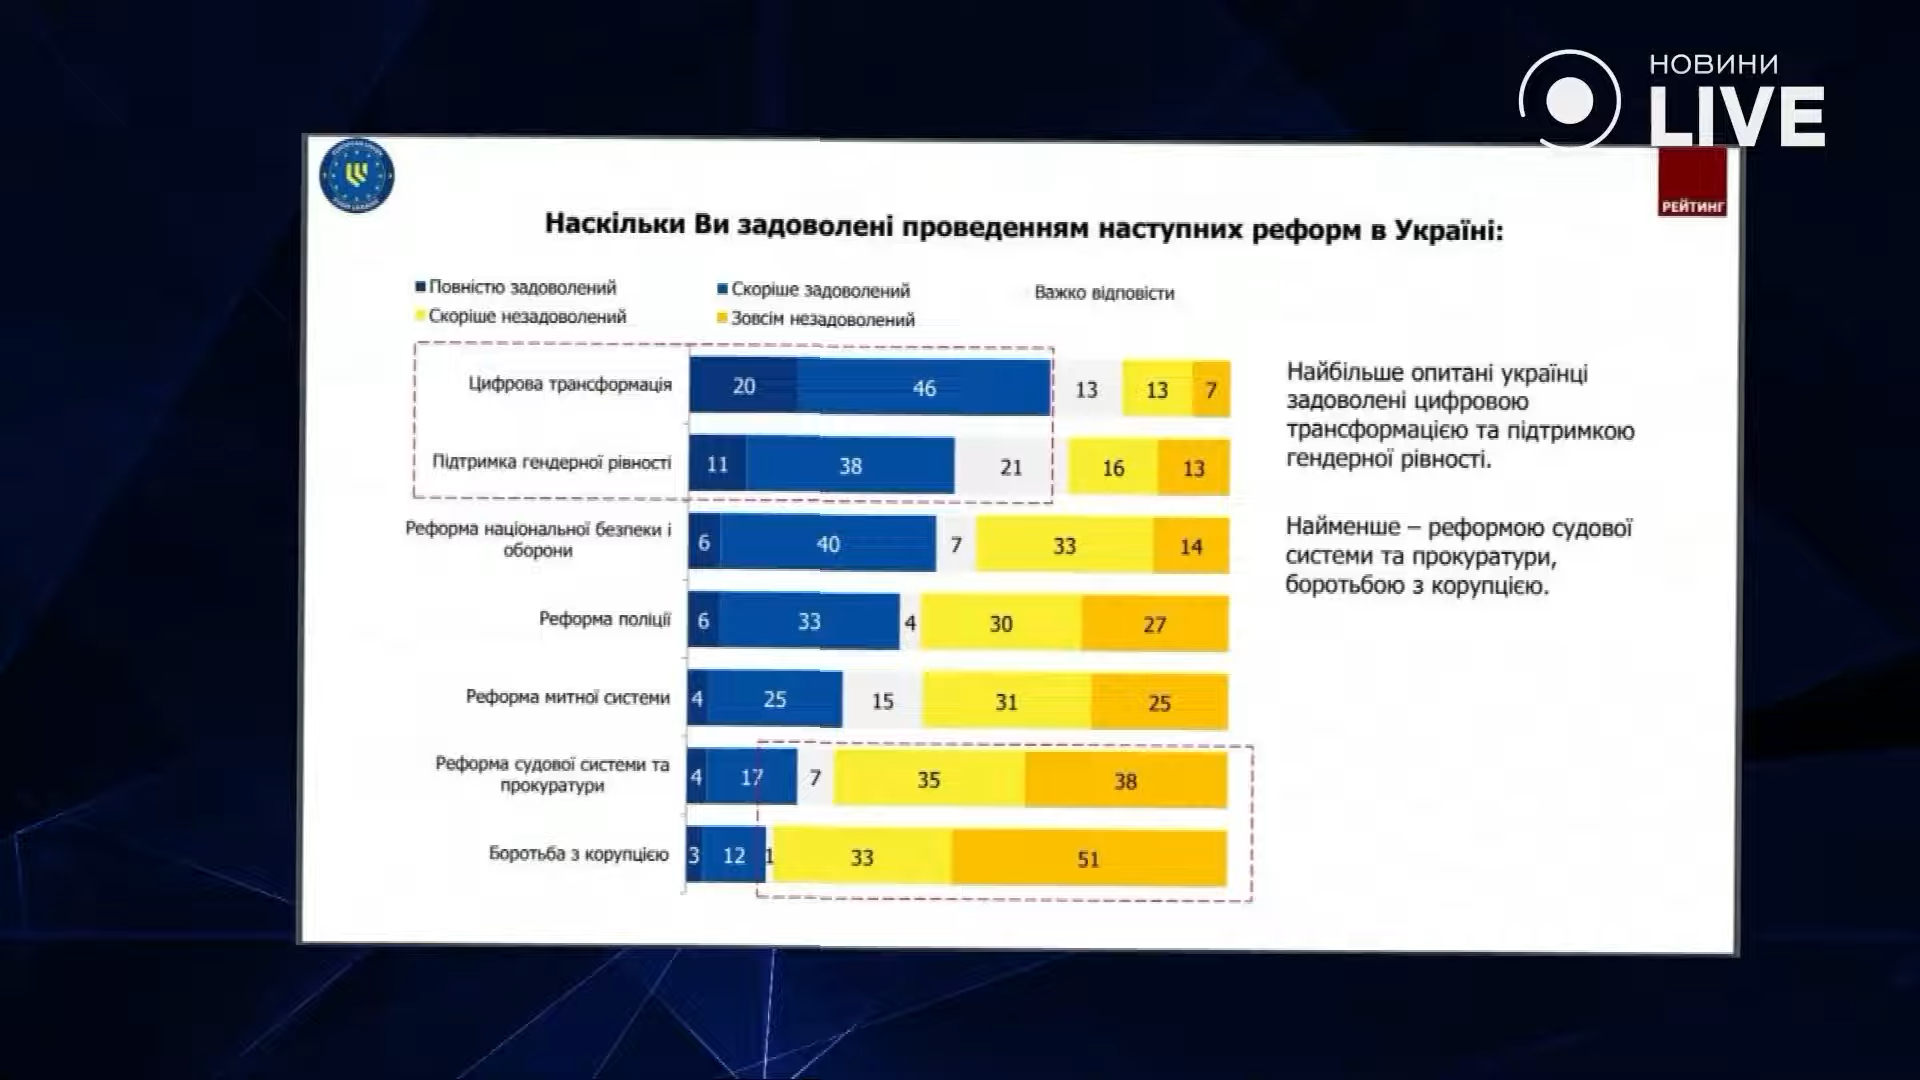 НОВИНИ
LIVE
РЕЙТИНГ
Наскільки Ви задоволені проведенням наступних реформ в Україні:
Повністю задоволений
Скоріше задоволений
Важко відповісти
Скоріше незадоволений
Зовсім незадоволений
Цифрова трансформація
20 46 13 13 7
Підтримка гендерної рівності
11 38 21 16 13
Реформа національної безпеки і
оборони
6 40 7 33 14
Реформа поліції
6 33 4 30 27
Реформа митної системи
4 25 15 31 25
Реформа судової системи та
прокуратури
4 17 7 35 38
Боротьба з корупцією
3 12 1 33 51
Найбільше опитані українці
задоволені цифровою
трансформацією та підтримкою
гендерної рівності.
Найменше – реформою судової
системи та прокуратури,
боротьбою з корупцією.